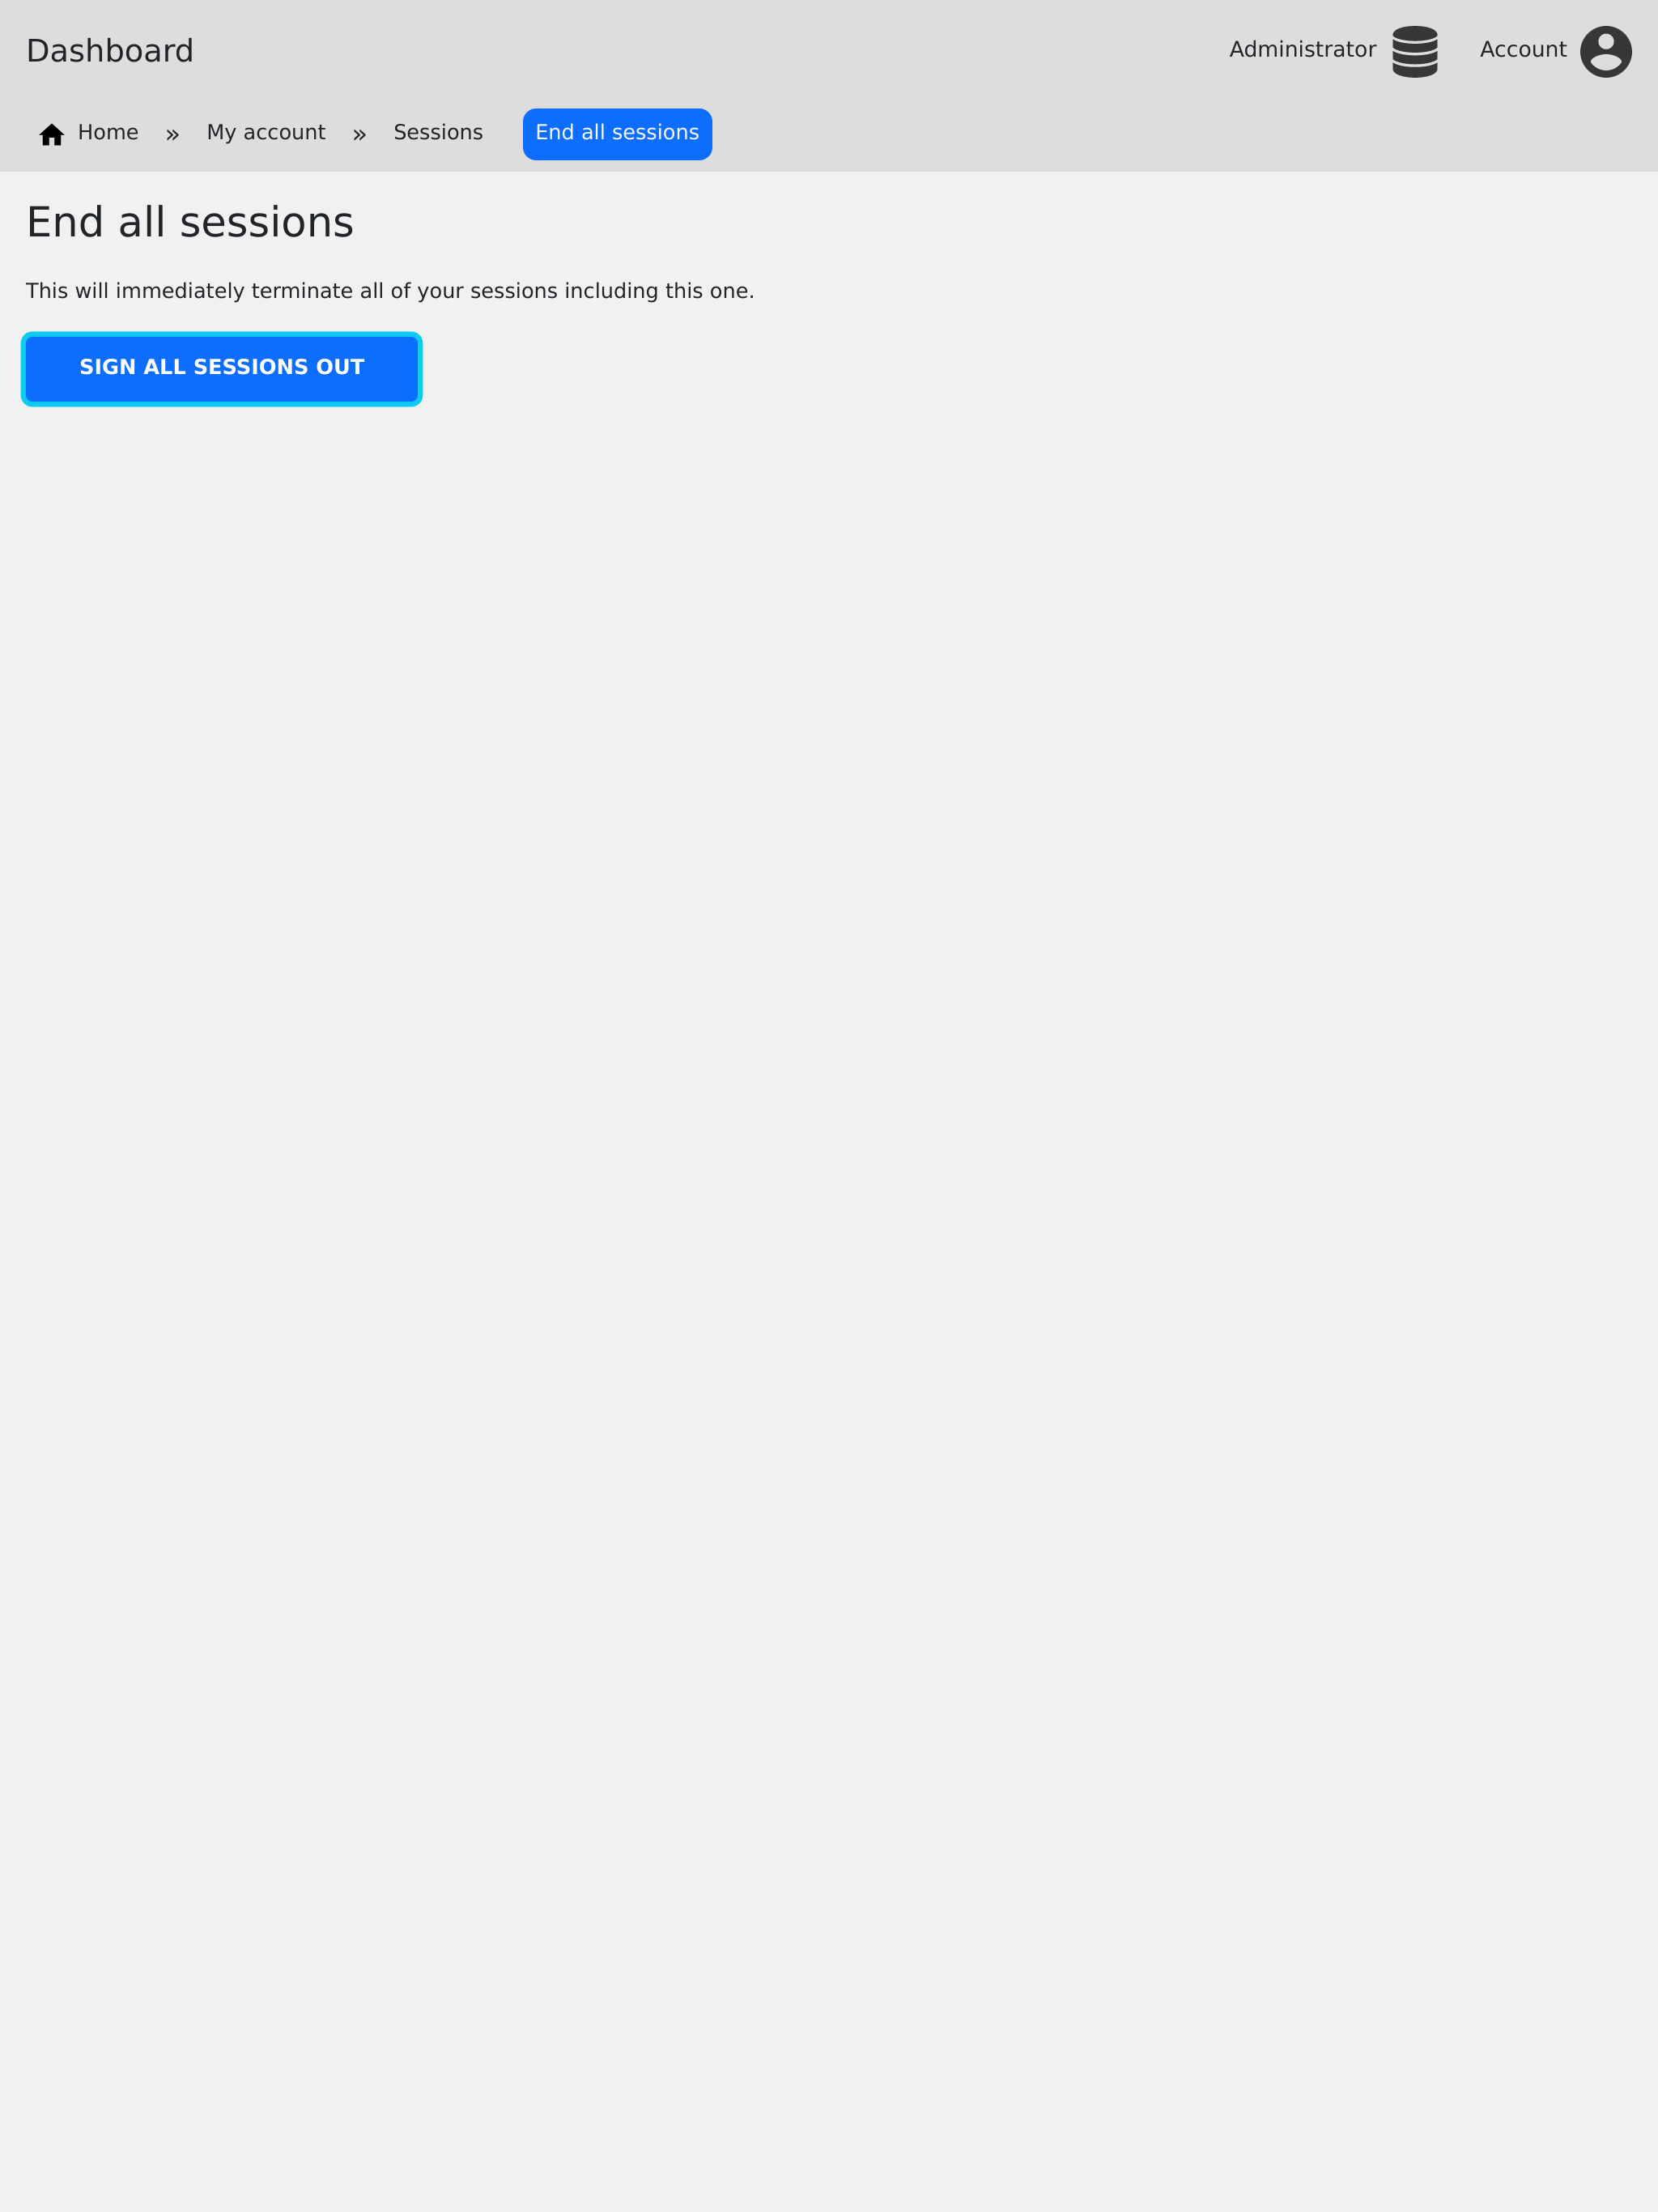 Dashboard
Administrator
Account
Home » My account » Sessions End all sessions
End all sessions
This will immediately terminate all of your sessions including this one.
SIGN ALL SESSIONS OUT